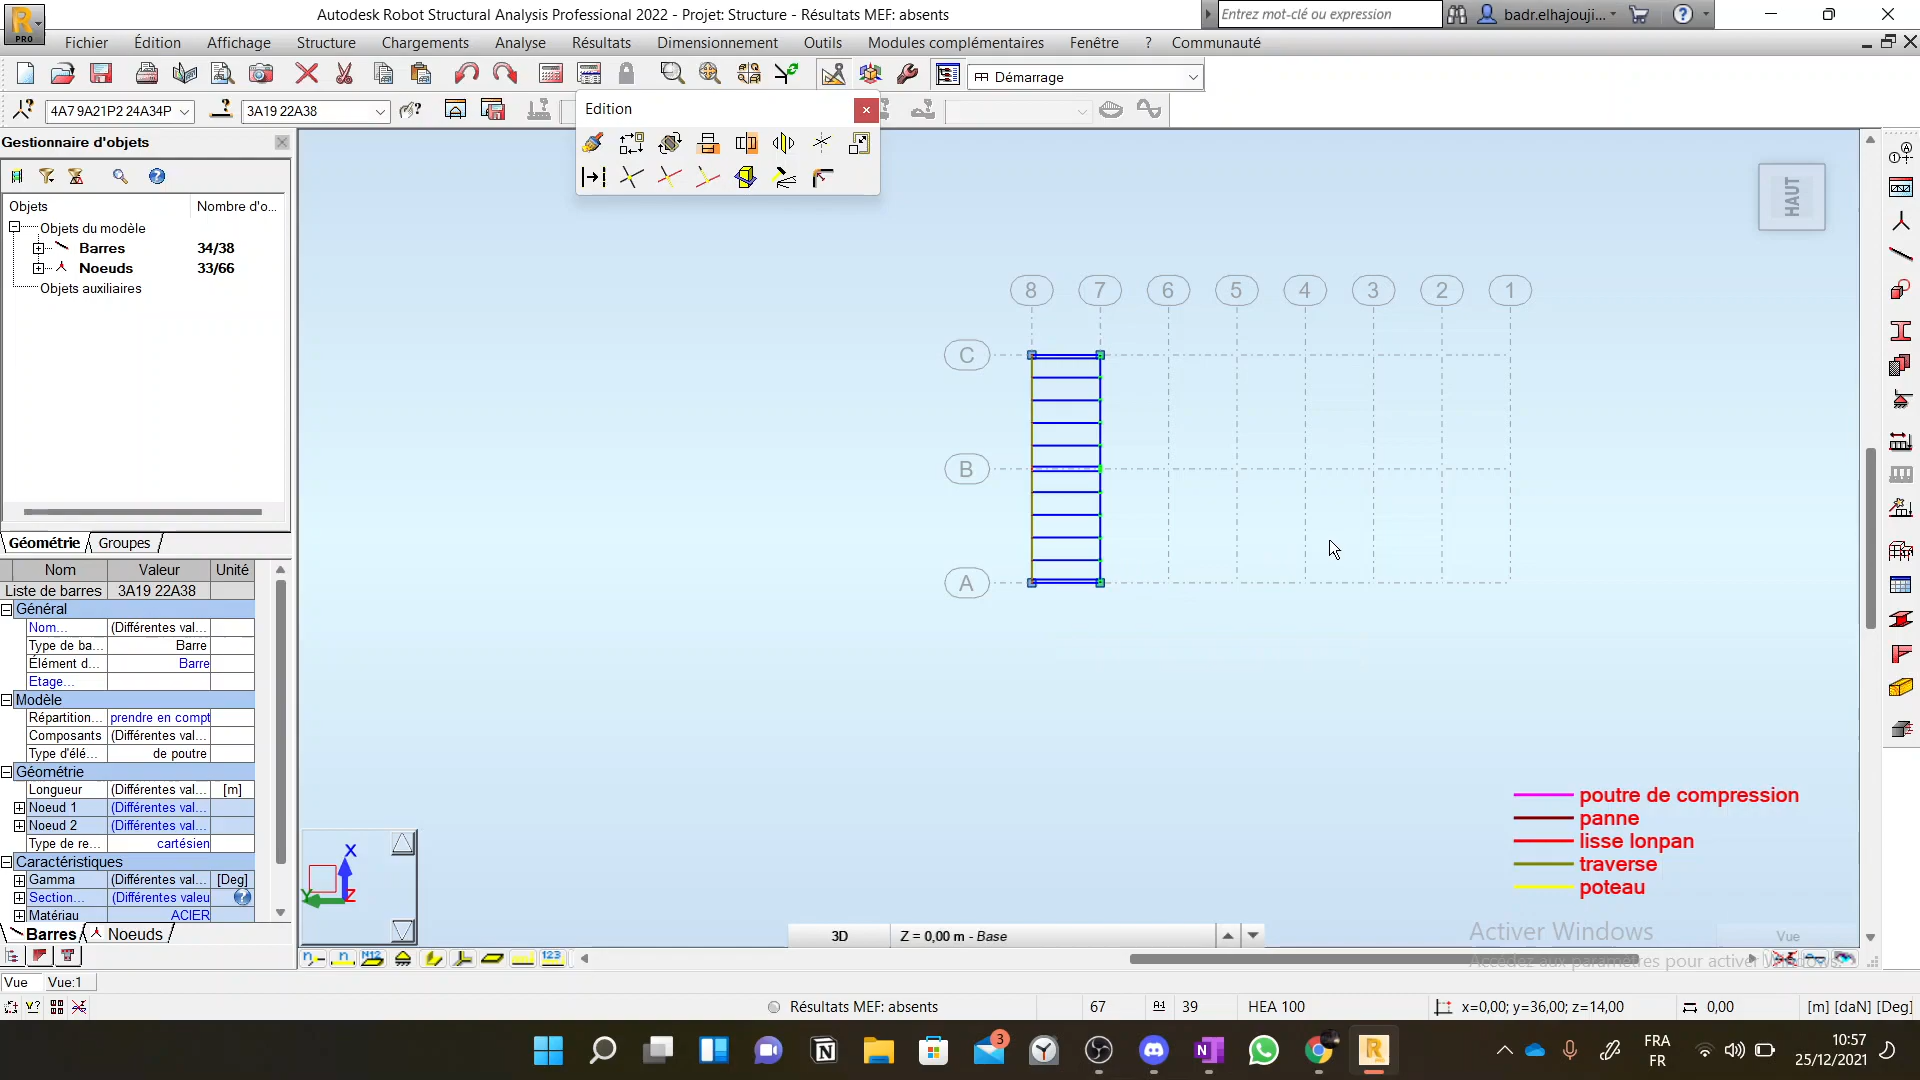 Autodesk Robot Structural Analysis Professional 2022 - Projet: Structure - Résultats MEF: absents
Entrez mot-clé ou expression
badr.elhajouji...
PRO
Fichier Édition Affichage Structure Chargements Analyse Résultats Dimensionnement Outils Modules complémentaires Fenêtre ? Communauté
Démarrage
4A7 9A21P2 24A34P
3A19 22A38
Edition
Gestionnaire d'objets
Objets Nombre d'o...
Objets du modèle
Barres 34/38
Noeuds 33/66
Objets auxiliaires
Géométrie Groupes
Nom Valeur Unité
Liste de barres 3A19 22A38
Général
Nom... (Différentes val...
Type de ba... Barre
Élément d... Barre
Etage...
Modèle
Répartition... prendre en compt
Composants (Différentes val...
Type d'élé... de poutre
Géométrie
Longueur (Différentes val... [m]
Noeud 1 (Différentes val...
Noeud 2 (Différentes val...
Type de re... cartésien
Caractéristiques
Gamma (Différentes val... [Deg]
Section... (Différentes valeu
Matériau ACIER
Barres Noeuds
HAUT
8 7 6 5 4 3 2 1
C
B
A
poutre de compression
panne
lisse lonpan
traverse
poteau
X
Y
Z
3D Z = 0,00 m - Base
Activer Windows
Vue
Accédez aux paramètres pour activer
Vue Vue:1
Résultats MEF: absents 67 39 HEA 100 x=0,00; y=36,00; z=14,00 0,00 [m] [daN] [Deg]
3
FRA
FR
10:57
25/12/2021